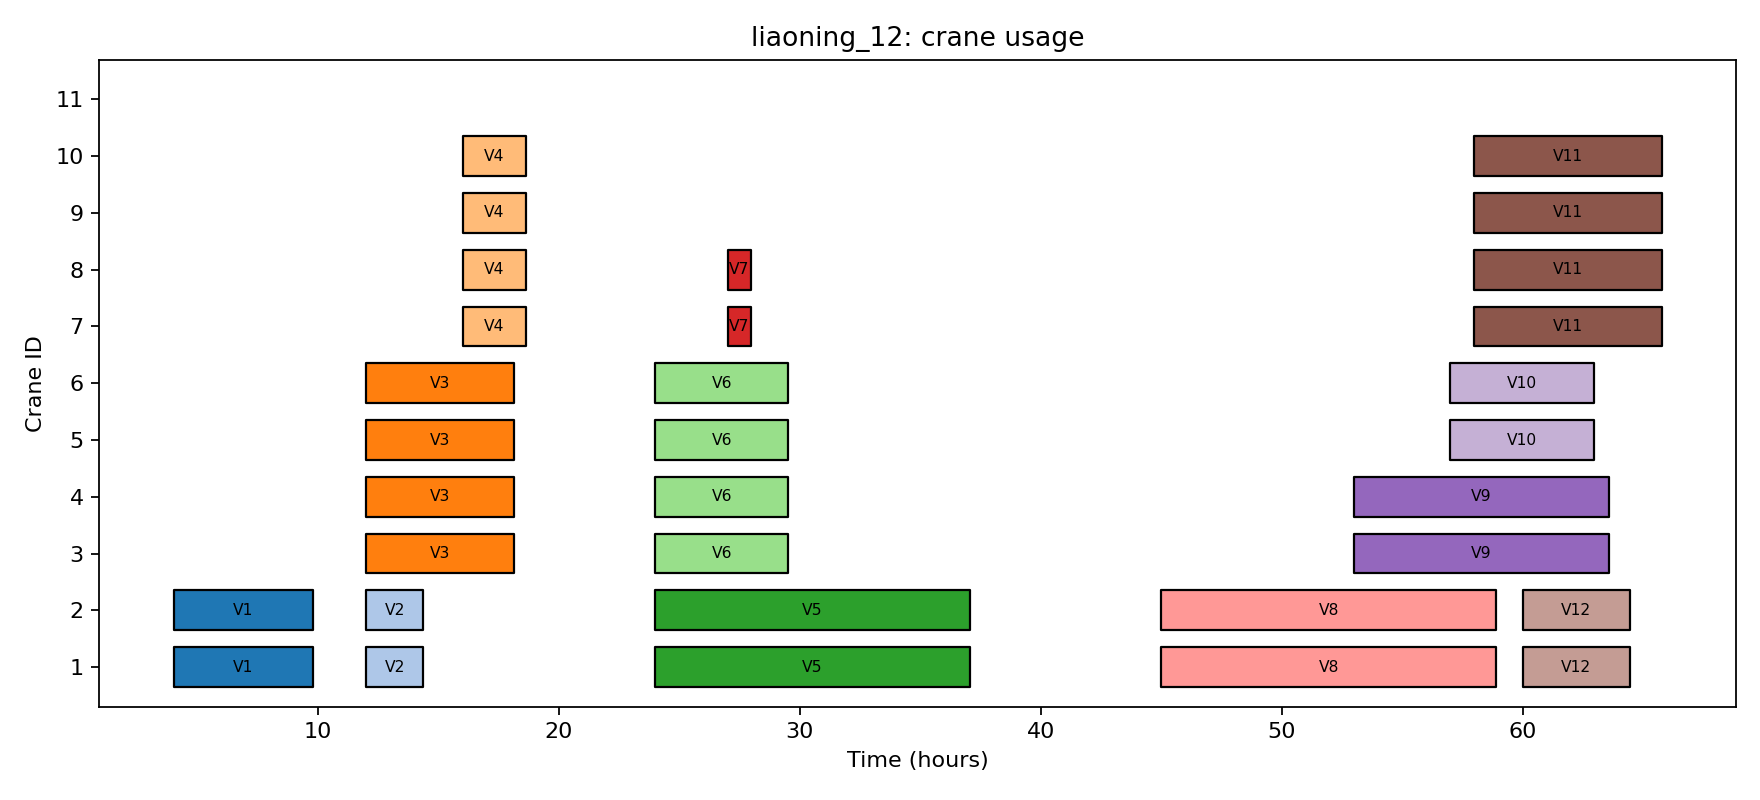 liaoning_12: crane usage
11
10 V4 V11
9 V4 V11
8 V4 V7 V11
7 V4 V7 V11
6 V3 V6 V10
5 V3 V6 V10
4 V3 V6 V9
3 V3 V6 V9
2 V1 V2 V5 V8 V12
1 V1 V2 V5 V8 V12
Crane ID
10 20 30 40 50 60
Time (hours)